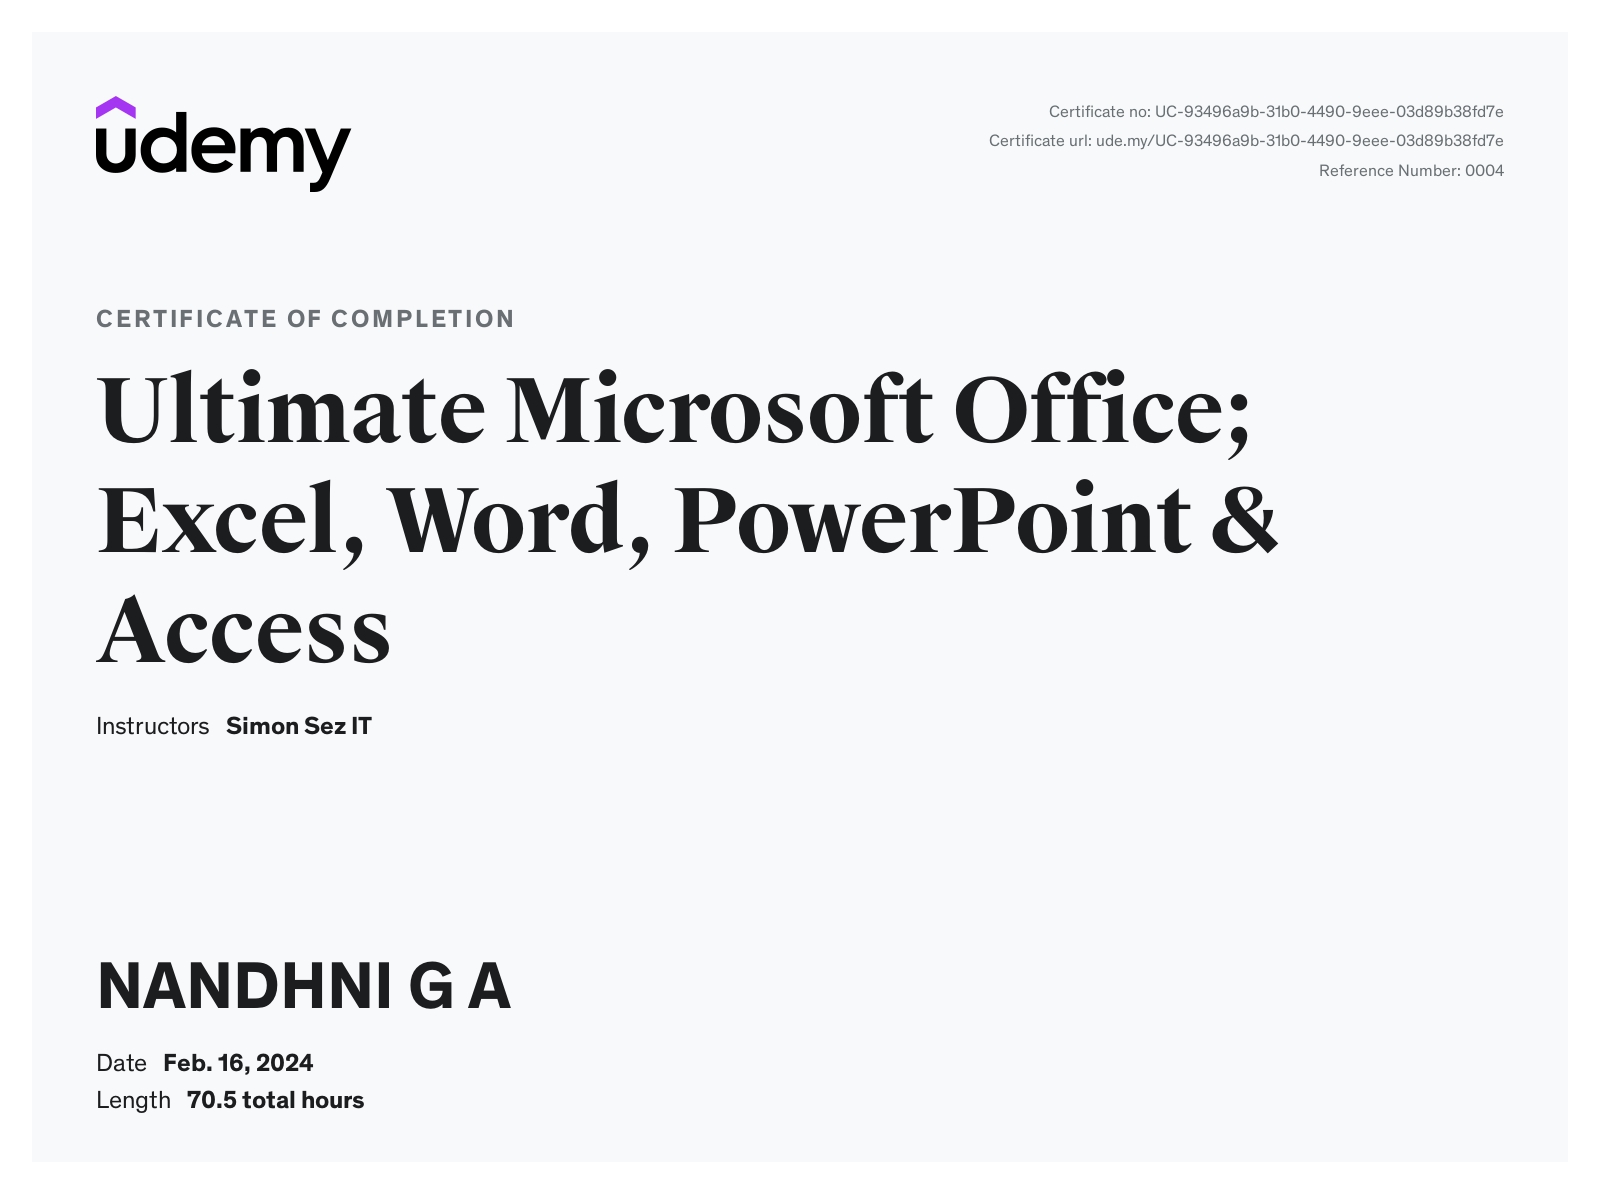 udemy
Certificate no: UC-93496a9b-31b0-4490-9eee-03d89b38fd7e
Certificate url: ude.my/UC-93496a9b-31b0-4490-9eee-03d89b38fd7e
Reference Number: 0004
CERTIFICATE OF COMPLETION
Ultimate Microsoft Office;
Excel, Word, PowerPoint &
Access
Instructors Simon Sez IT
NANDHNI G A
Date Feb. 16, 2024
Length 70.5 total hours